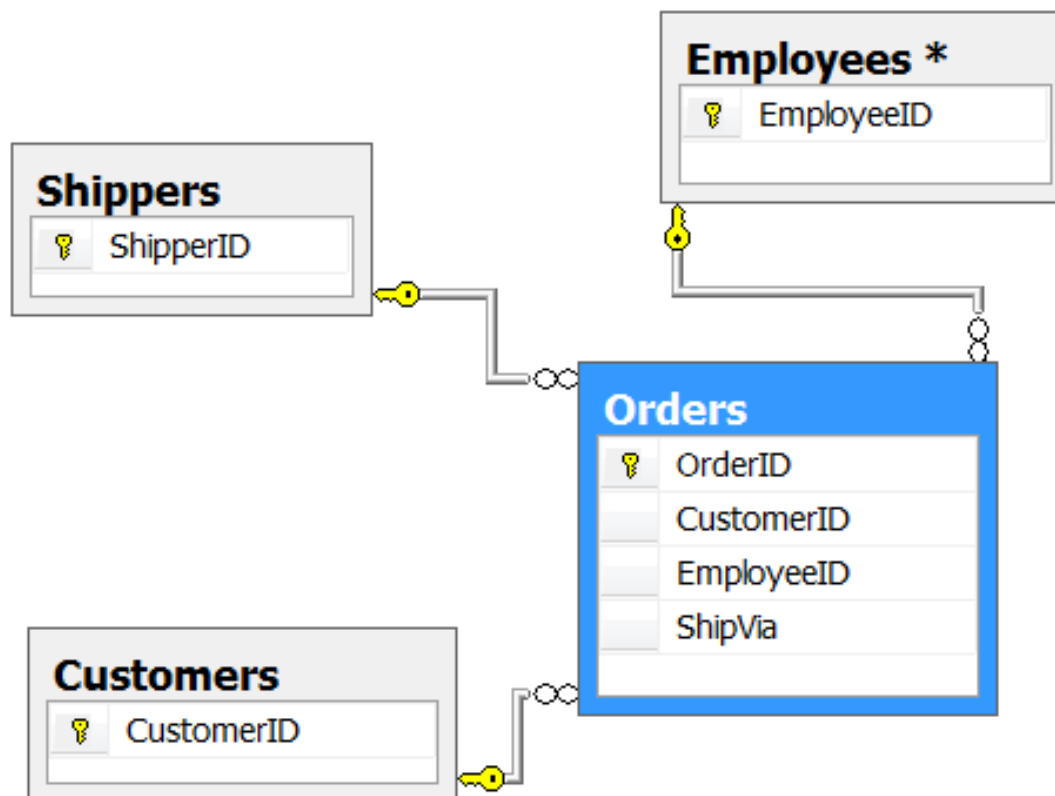 Employees *
EmployeeID
Shippers
ShipperID
Orders
OrderID
CustomerID
EmployeeID
ShipVia
Customers
CustomerID